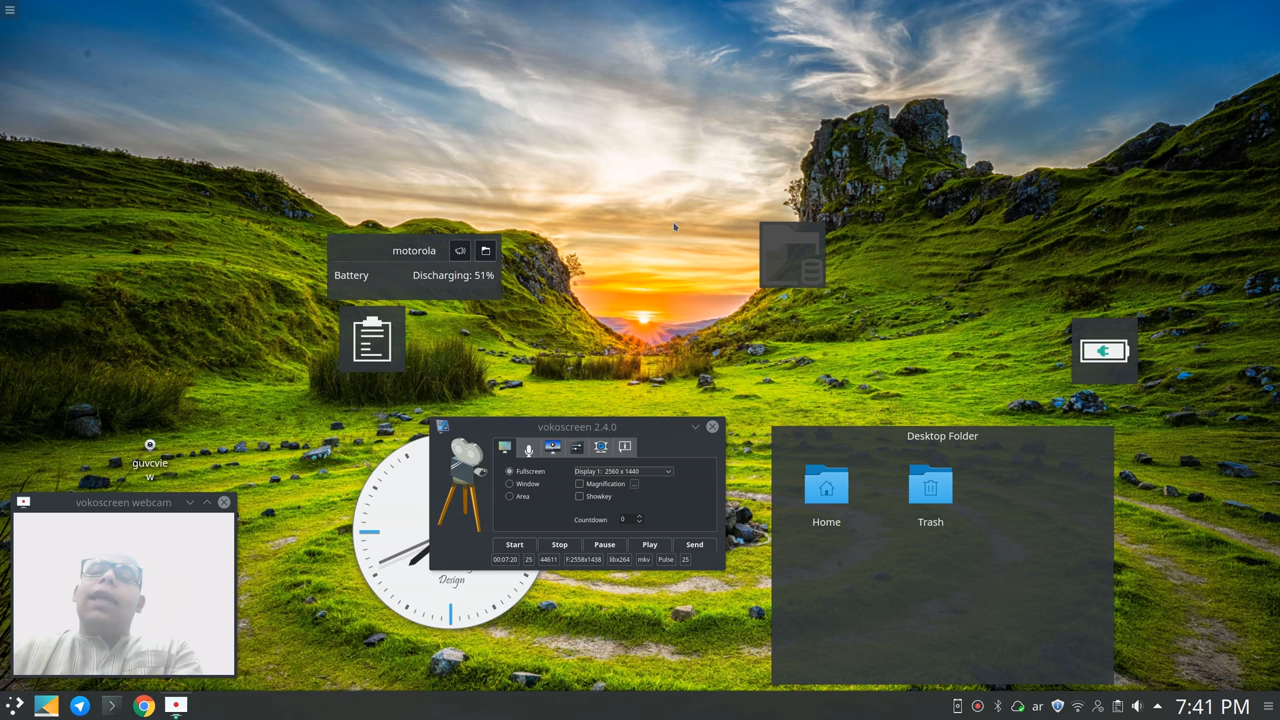 motorola
Battery Discharging: 51%
guvcvie
w
vokoscreen webcam
vokoscreen 2.4.0
Fullscreen
Window
Area
Display 1: 2560 x 1440
Magnification ...
Showkey
Countdown 0
Start Stop Pause Play Send
00:07:20 25 44611 F:2558x1438 libx264 mkv Pulse 25
Design
Desktop Folder
Home Trash
ar
7:41 PM